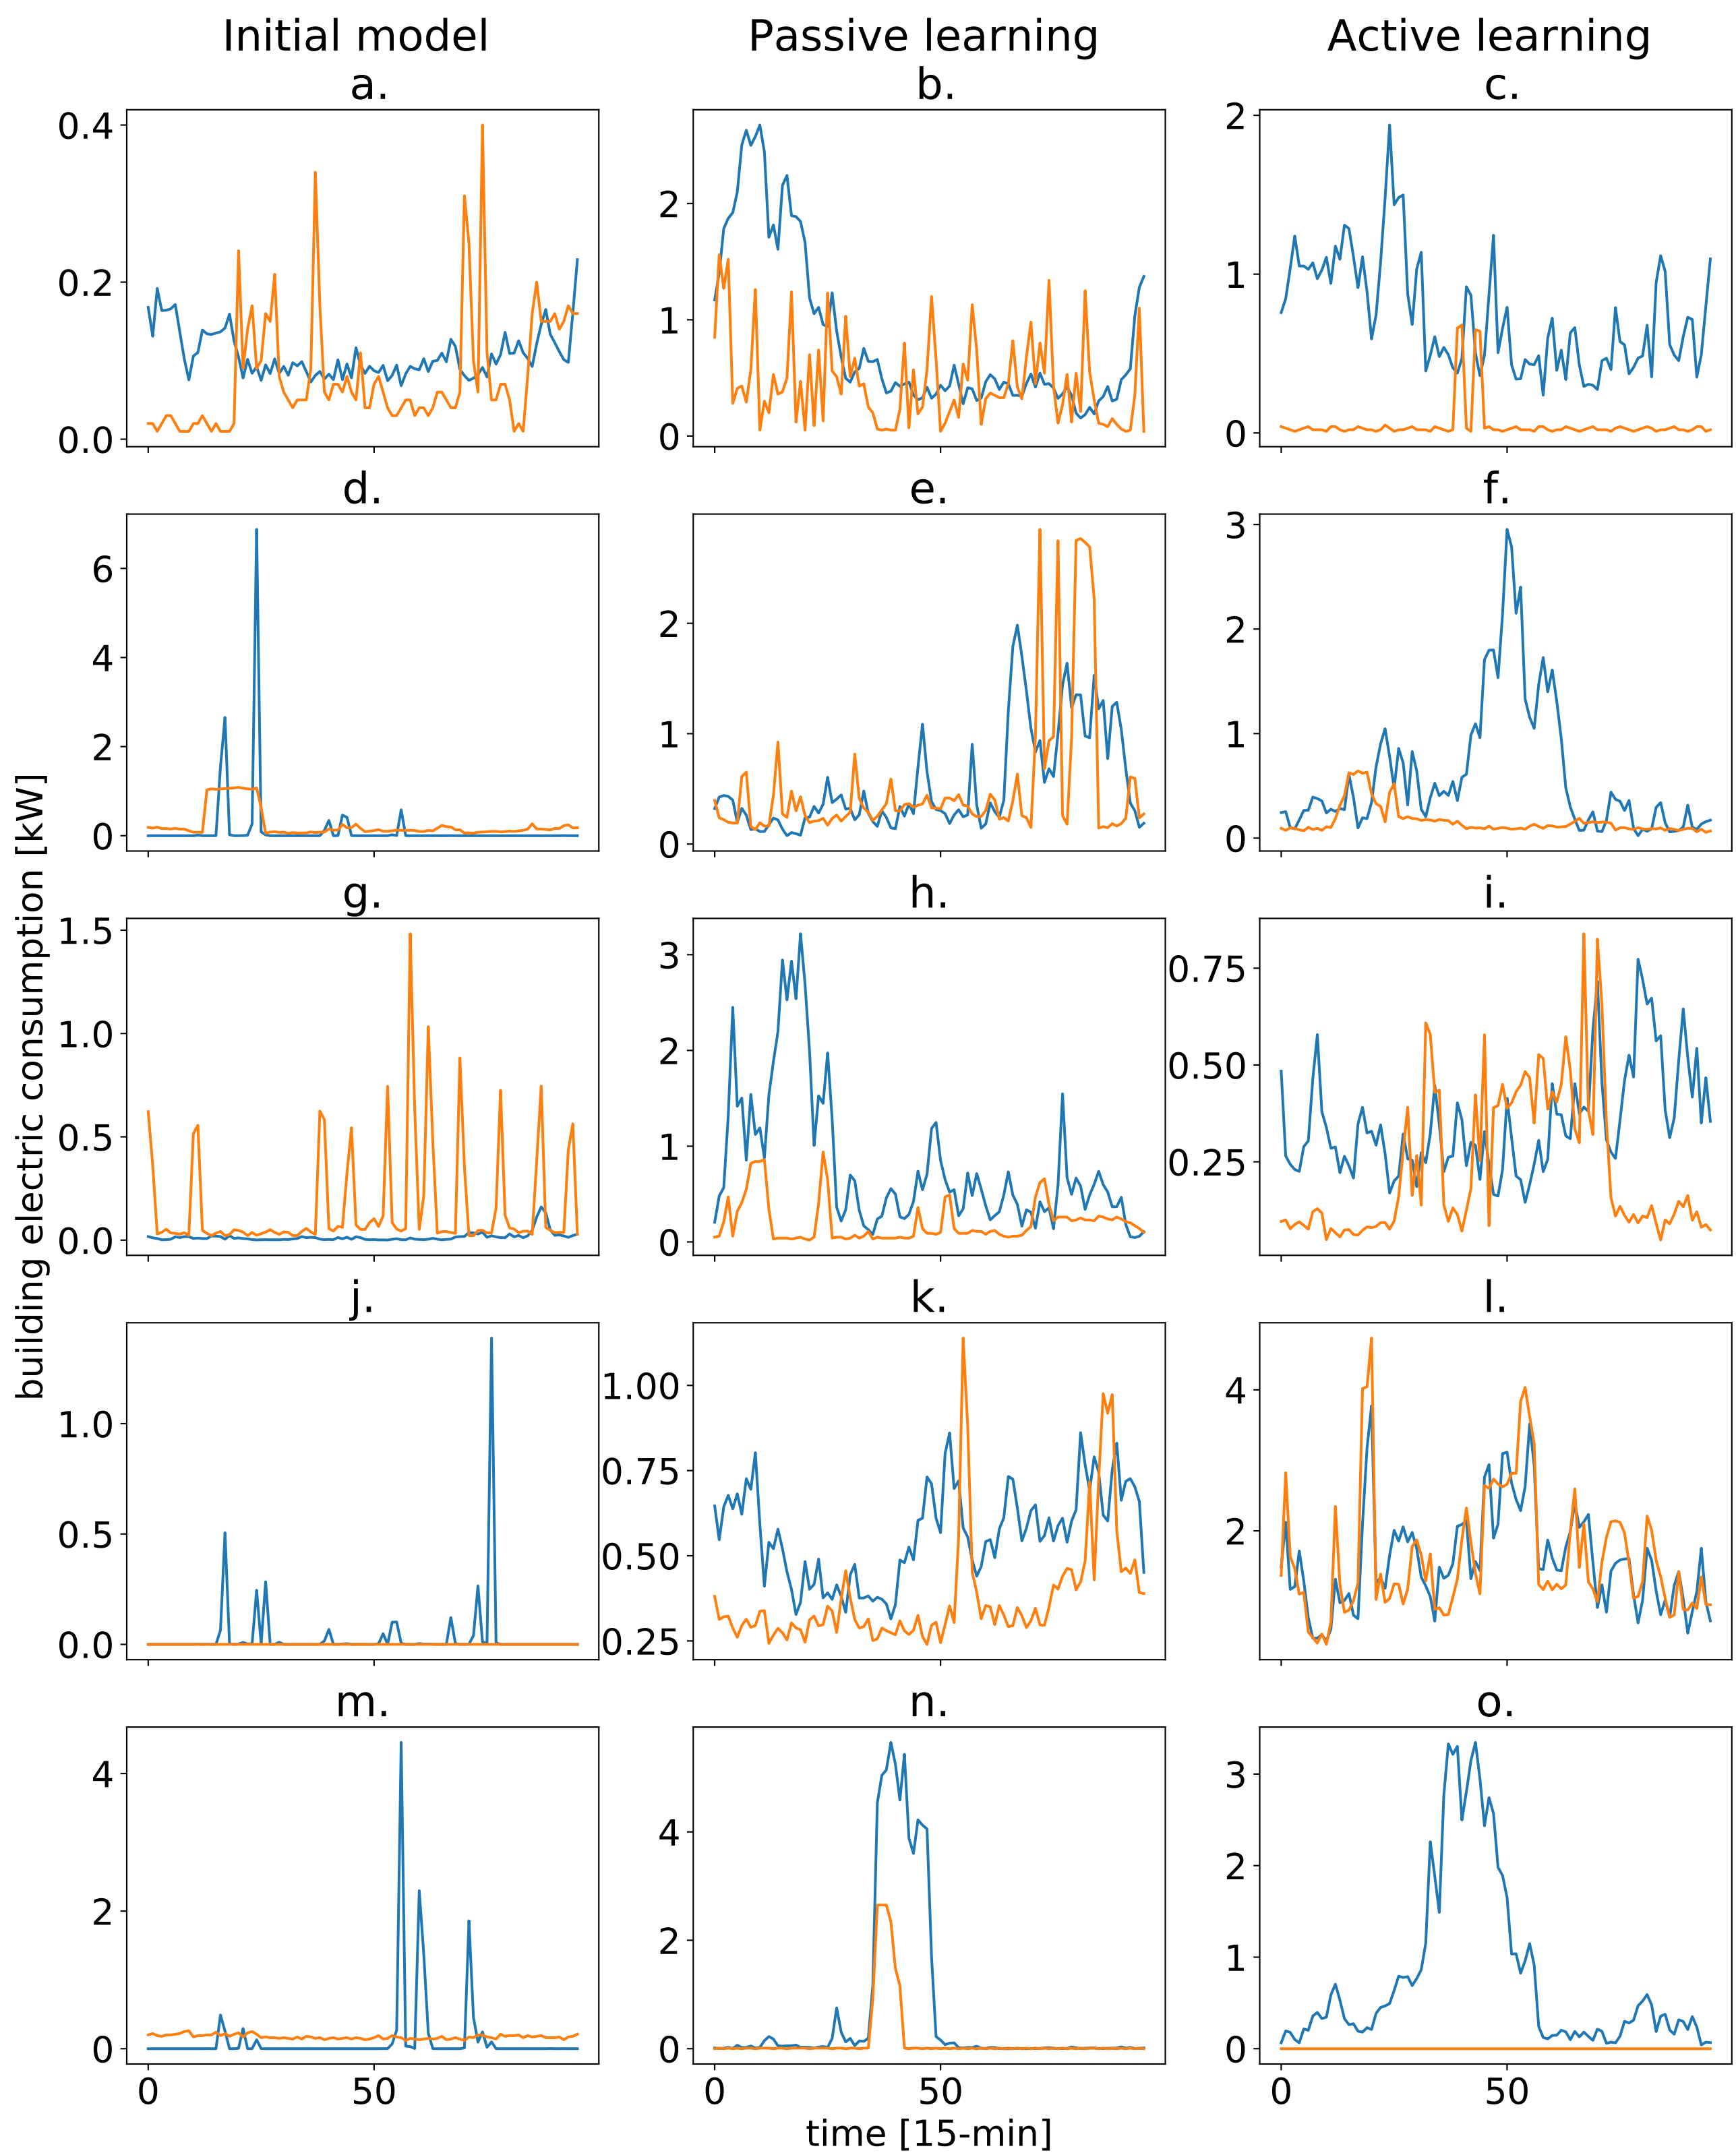 Initial model
Passive learning
Active learning
a.
b.
c.
0.4
0.2
0.0
2
1
0
2
1
0
d.
e.
f.
6
4
2
0
2
1
0
3
2
1
0
g.
h.
i.
1.5
1.0
0.5
0.0
3
2
1
0
0.75
0.50
0.25
j.
k.
l.
1.0
0.5
0.0
1.00
0.75
0.50
0.25
4
2
m.
n.
o.
4
2
0
4
2
0
3
2
1
0
0
50
0
50
0
50
building electric consumption [kW]
time [15-min]